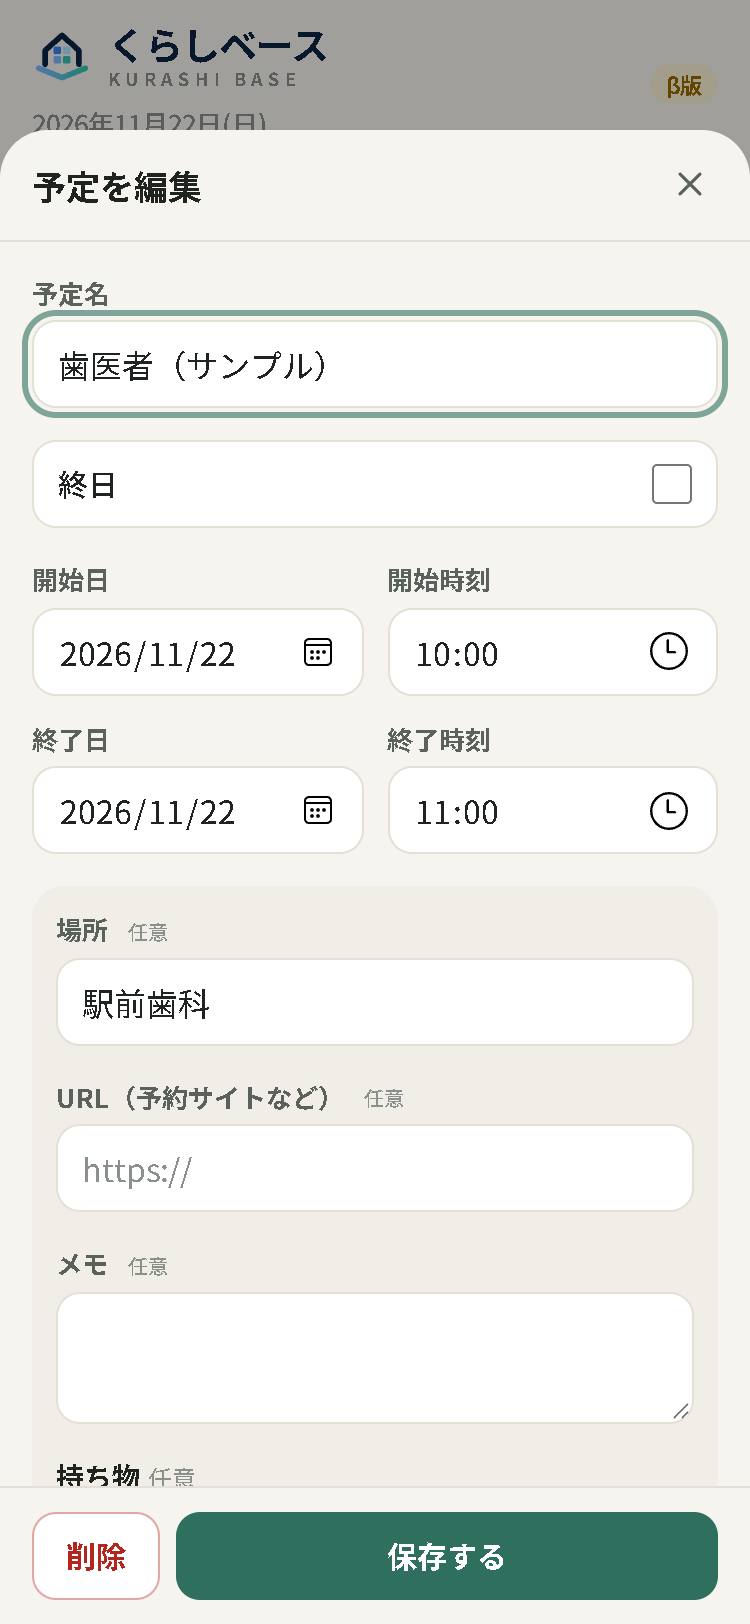 くらしベース
KURASHI BASE
β版
2026年11月22日(日)
予定を編集
予定名
歯医者（サンプル）
終日
開始日 開始時刻
2026/11/22 10:00
終了日 終了時刻
2026/11/22 11:00
場所 任意
駅前歯科
URL（予約サイトなど） 任意
https://
メモ 任意
持ち物 任意
削除 保存する